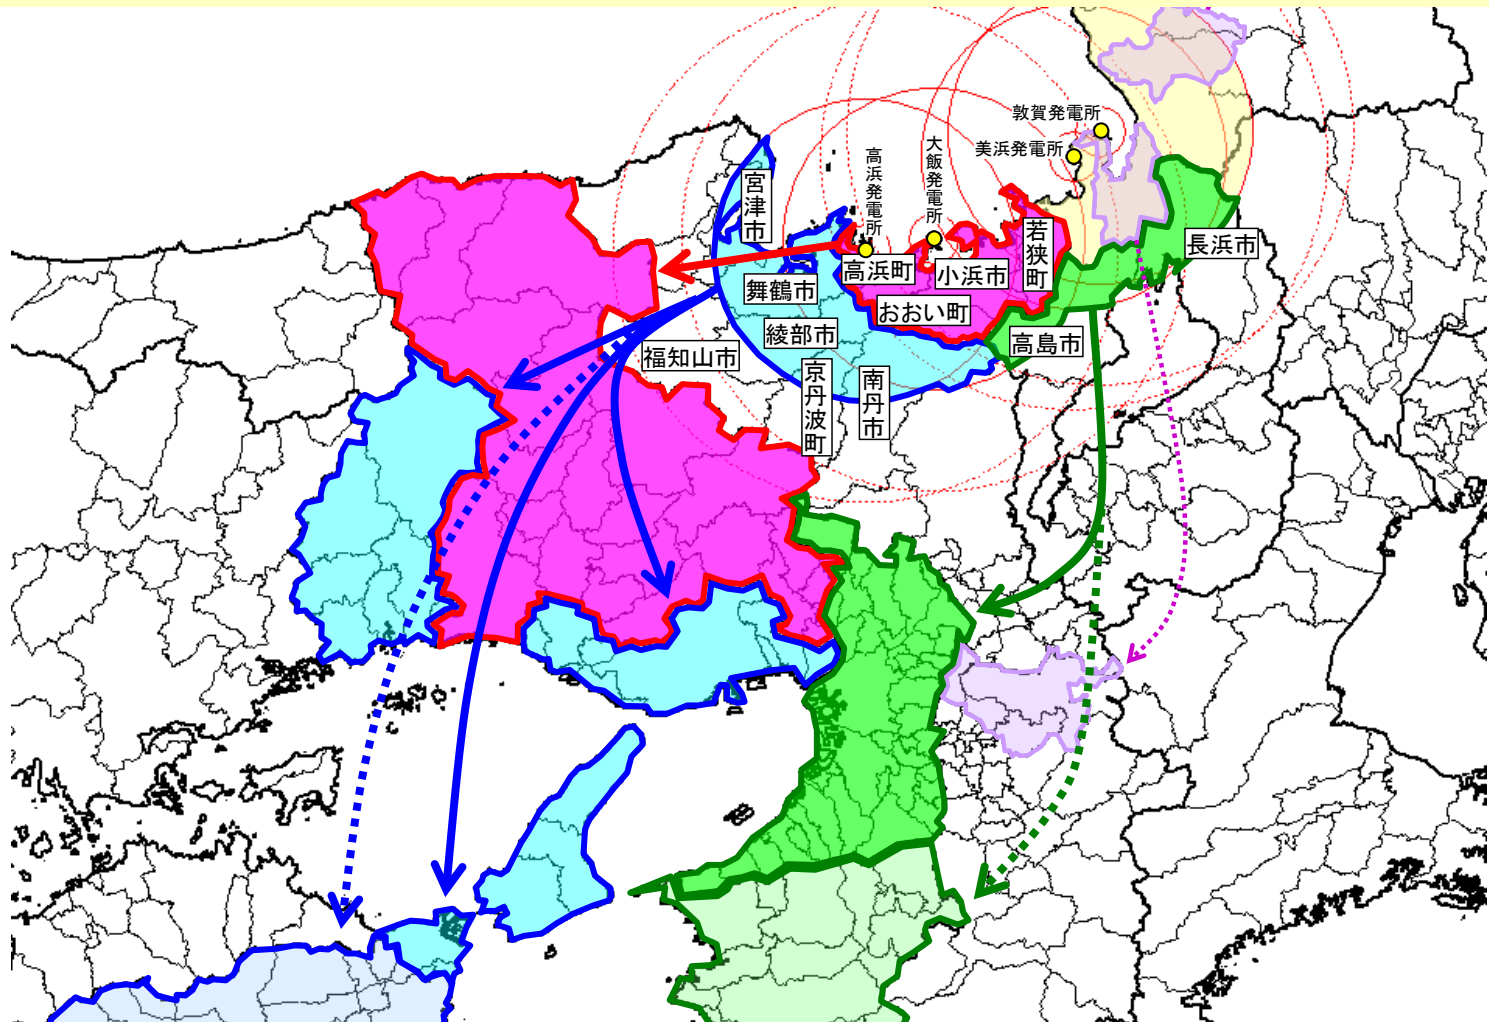 敦賀発電所
美浜発電所
大飯発電所
高浜発電所
宮津市
若狭町
長浜市
高浜町
小浜市
舞鶴市
おおい町
綾部市
高島市
福知山市
京丹波町
南丹市